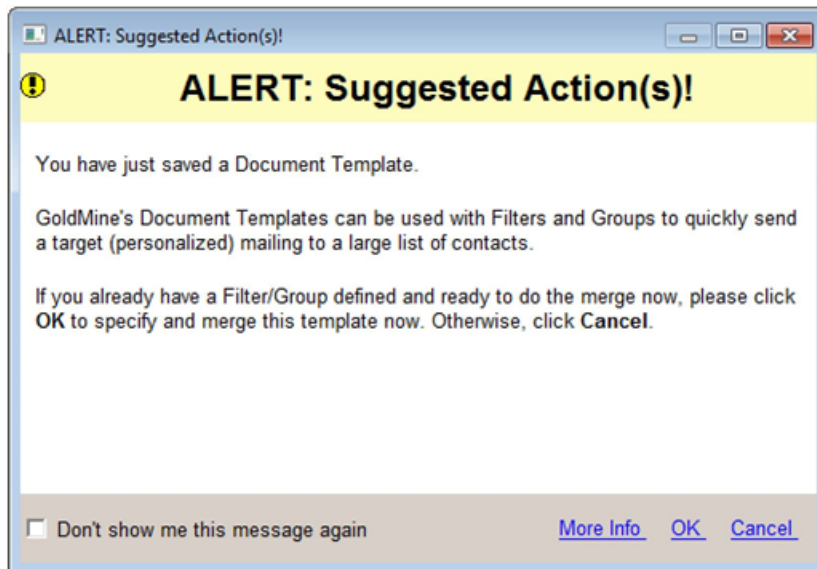 ALERT: Suggested Action(s)!
ALERT: Suggested Action(s)!
You have just saved a Document Template.
GoldMine's Document Templates can be used with Filters and Groups to quickly send
a target (personalized) mailing to a large list of contacts.
If you already have a Filter/Group defined and ready to do the merge now, please click
OK to specify and merge this template now. Otherwise, click Cancel.
Don't show me this message again
More Info OK Cancel